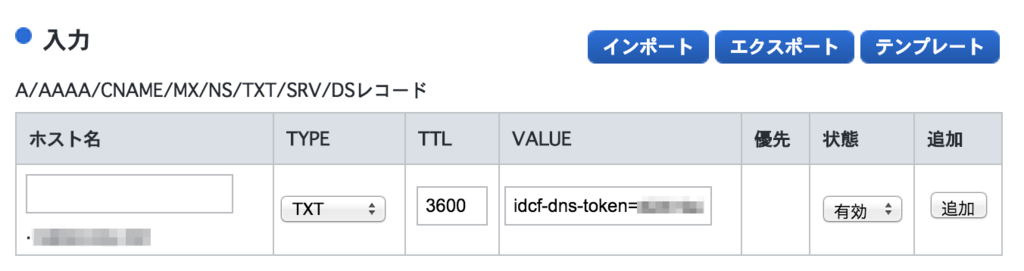 入力
インポート エクスポート テンプレート
A/AAAA/CNAME/MX/NS/TXT/SRV/DSレコード
ホスト名 TYPE TTL VALUE 優先 状態 追加
TXT 3600 idcf-dns-token= 有効 追加
.